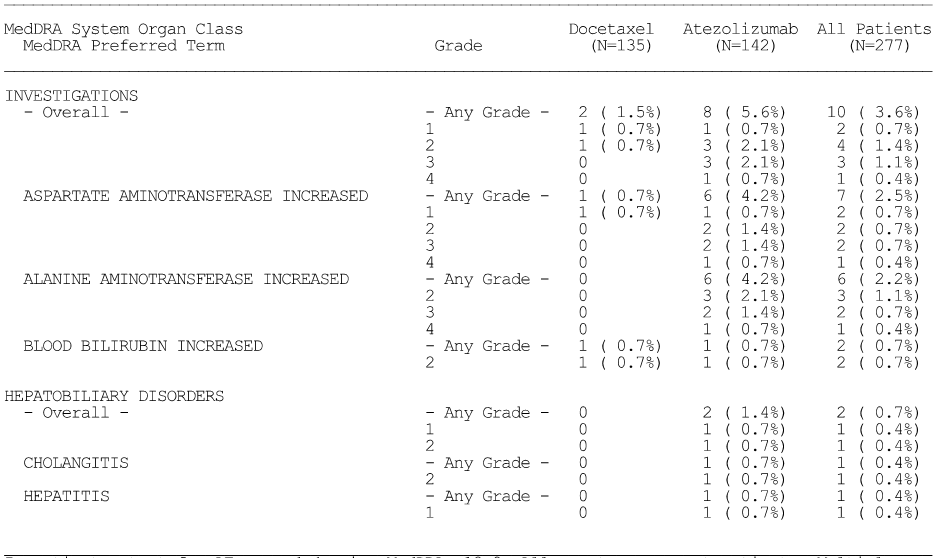 MedDRA System Organ Class Docetaxel Atezolizumab All Patients
MedDRA Preferred Term Grade (N=135) (N=142) (N=277)
INVESTIGATIONS
- Overall - - Any Grade - 2 ( 1.5%) 8 ( 5.6%) 10 ( 3.6%)
1 1 ( 0.7%) 1 ( 0.7%) 2 ( 0.7%)
2 1 ( 0.7%) 3 ( 2.1%) 4 ( 1.4%)
3 0 3 ( 2.1%) 3 ( 1.1%)
4 0 1 ( 0.7%) 1 ( 0.4%)
ASPARTATE AMINOTRANSFERASE INCREASED - Any Grade - 1 ( 0.7%) 6 ( 4.2%) 7 ( 2.5%)
1 1 ( 0.7%) 1 ( 0.7%) 2 ( 0.7%)
2 0 2 ( 1.4%) 2 ( 0.7%)
3 0 2 ( 1.4%) 2 ( 0.7%)
4 0 1 ( 0.7%) 1 ( 0.4%)
ALANINE AMINOTRANSFERASE INCREASED - Any Grade - 0 6 ( 4.2%) 6 ( 2.2%)
2 0 3 ( 2.1%) 3 ( 1.1%)
3 0 2 ( 1.4%) 2 ( 0.7%)
4 0 1 ( 0.7%) 1 ( 0.4%)
BLOOD BILIRUBIN INCREASED - Any Grade - 1 ( 0.7%) 1 ( 0.7%) 2 ( 0.7%)
2 1 ( 0.7%) 1 ( 0.7%) 2 ( 0.7%)
HEPATOBILIARY DISORDERS
- Overall - - Any Grade - 0 2 ( 1.4%) 2 ( 0.7%)
1 0 1 ( 0.7%) 1 ( 0.4%)
2 0 1 ( 0.7%) 1 ( 0.4%)
CHOLANGITIS - Any Grade - 0 1 ( 0.7%) 1 ( 0.4%)
2 0 1 ( 0.7%) 1 ( 0.4%)
HEPATITIS - Any Grade - 0 1 ( 0.7%) 1 ( 0.4%)
1 0 1 ( 0.7%) 1 ( 0.4%)